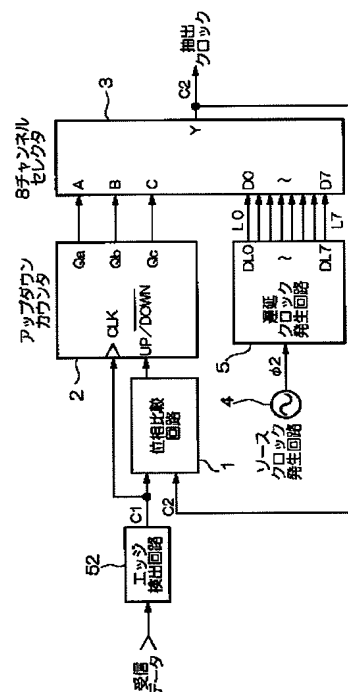 受信
データ
52
エッジ
検出回路
C1
C2
位相比較
回路
1
アップダウン
カウンタ
2
CLK
UP/DOWN
Qa
Qb
Qc
8チャンネル
セレクタ
3
A
B
C
Y
D0
~
D7
C2
抽出
クロック
L0
L7
DL0
~
DL7
遅延
クロック
発生回路
5
φ2
4
ソース
クロック
発生回路